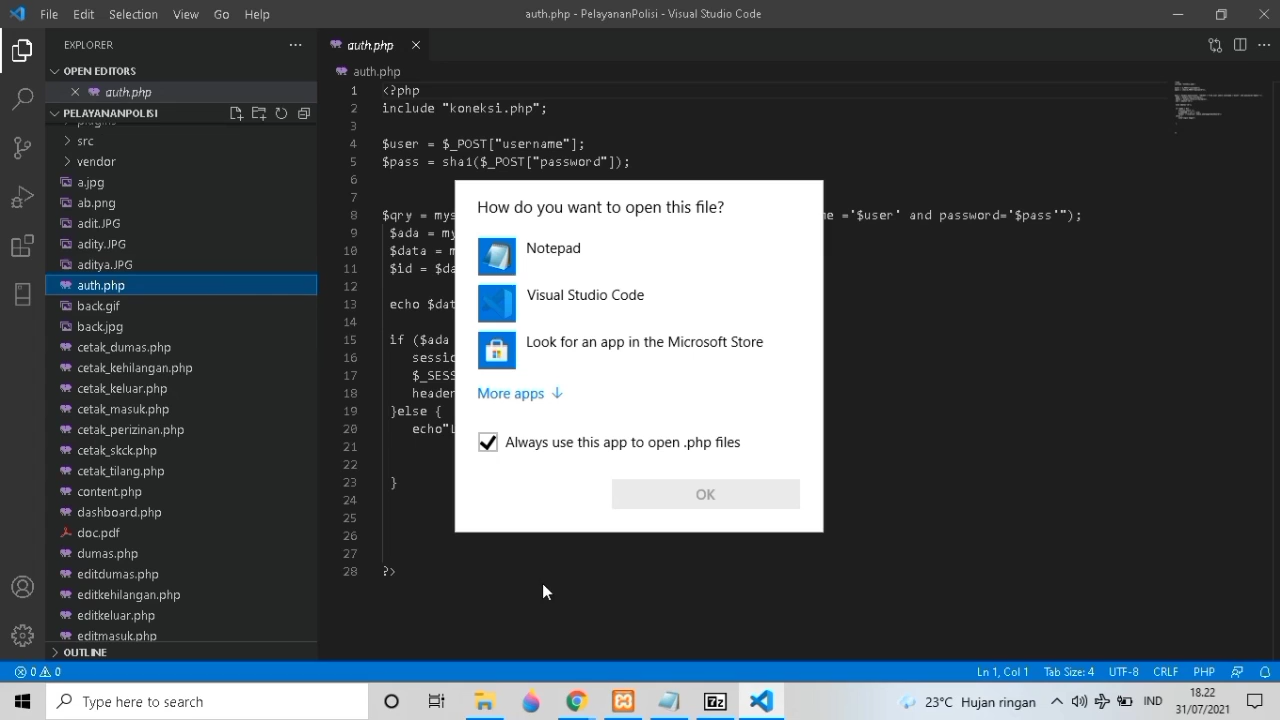 File Edit Selection View Go Help
auth.php - PelayananPolisi - Visual Studio Code
EXPLORER
OPEN EDITORS
auth.php
PELAYANANPOLISI
plugins
src
vendor
a.jpg
ab.png
adit.JPG
adity.JPG
aditya.JPG
auth.php
back.gif
back.jpg
cetak_dumas.php
cetak_kehilangan.php
cetak_keluar.php
cetak_masuk.php
cetak_perizinan.php
cetak_skck.php
cetak_tilang.php
content.php
dashboard.php
doc.pdf
dumas.php
editdumas.php
editkehilangan.php
editkeluar.php
editmasuk.php
OUTLINE
auth.php
auth.php
1 <?php
2 include "koneksi.php";
3
4 $user = $_POST["username"];
5 $pass = sha1($_POST["password"]);
6
7
8 $qry = mys ='$user' and password='$pass'");
9 $ada = my
10 $data = m
11 $id = $da
12
13 echo $dat
14
15 if ($ada
16 sessio
17 $_SESS
18 header
19 }else {
20 echo"L
21
22
23 }
24
25
26
27
28 ?>
How do you want to open this file?
Notepad
Visual Studio Code
Look for an app in the Microsoft Store
More apps
Always use this app to open .php files
OK
0 0
Ln 1, Col 1 Tab Size: 4 UTF-8 CRLF PHP
Type here to search
7z
23°C Hujan ringan
IND
18.22
31/07/2021